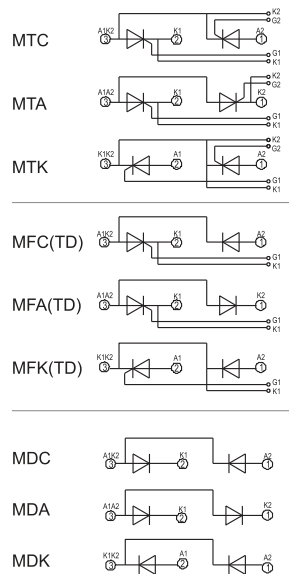 K2
G2
MTC A1K2 3 K1 2 A2 1
G1
K1
K2
G2
MTA A1A2 3 K1 2 K2 1
G1
K1
K2
G2
MTK K1K2 3 A1 2 A2 1
G1
K1
MFC(TD) A1K2 3 K1 2 A2 1
G1
K1
MFA(TD) A1A2 3 K1 2 K2 1
G1
K1
MFK(TD) K1K2 3 A1 2 A2 1
G1
K1
MDC A1K2 3 K1 2 A2 1
MDA A1A2 3 K1 2 K2 1
MDK K1K2 3 A1 2 A2 1